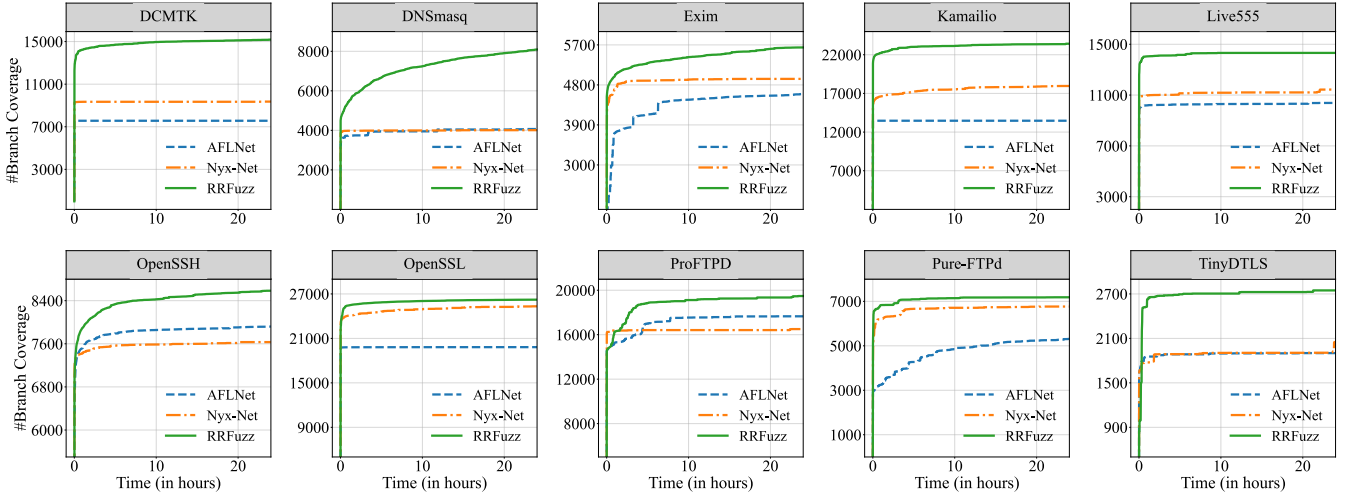 DCMTK
DNSmasq
Exim
Kamailio
Live555
#Branch Coverage
15000
11000
7000
3000
AFLNet
Nyx-Net
RRFuzz
0
10
20
8000
6000
4000
2000
AFLNet
Nyx-Net
RRFuzz
0
10
20
5700
4800
3900
3000
AFLNet
Nyx-Net
RRFuzz
0
10
20
22000
17000
12000
7000
AFLNet
Nyx-Net
RRFuzz
0
10
20
15000
11000
7000
3000
AFLNet
Nyx-Net
RRFuzz
0
10
20
OpenSSH
OpenSSL
ProFTPD
Pure-FTPd
TinyDTLS
#Branch Coverage
8400
7600
6800
6000
AFLNet
Nyx-Net
RRFuzz
0
10
20
Time (in hours)
27000
21000
15000
9000
AFLNet
Nyx-Net
RRFuzz
0
10
20
Time (in hours)
20000
16000
12000
8000
AFLNet
Nyx-Net
RRFuzz
0
10
20
Time (in hours)
7000
5000
3000
1000
AFLNet
Nyx-Net
RRFuzz
0
10
20
Time (in hours)
2700
2100
1500
900
AFLNet
Nyx-Net
RRFuzz
0
10
20
Time (in hours)